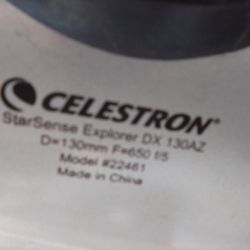 CELESTRON
StarSense Explorer DX 130AZ
D=130mm F=650 f/5
Model #22461
Made in China